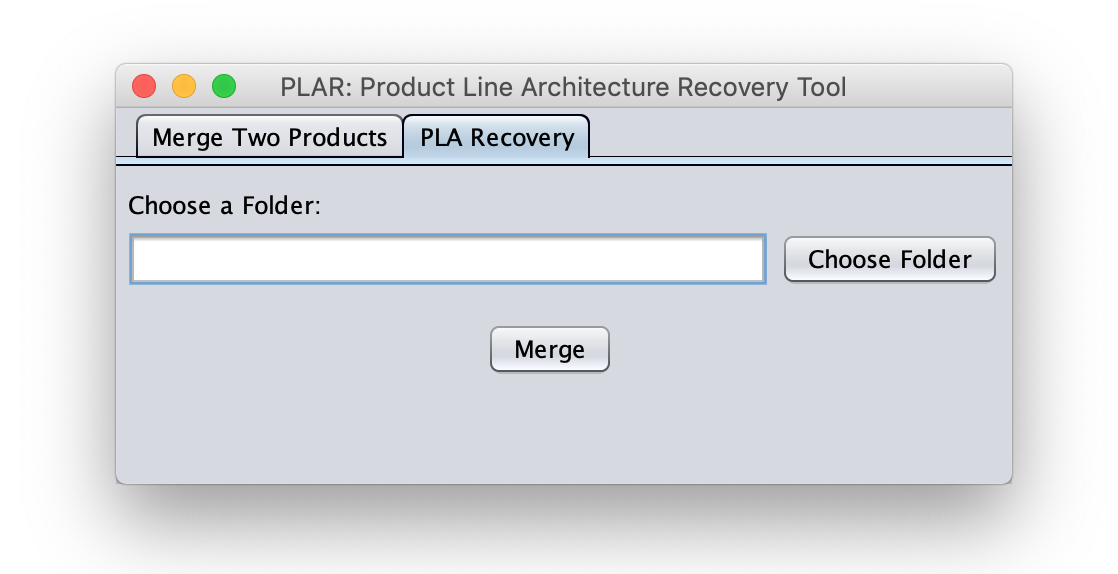 PLAR: Product Line Architecture Recovery Tool
Merge Two Products PLA Recovery
Choose a Folder:
Choose Folder
Merge